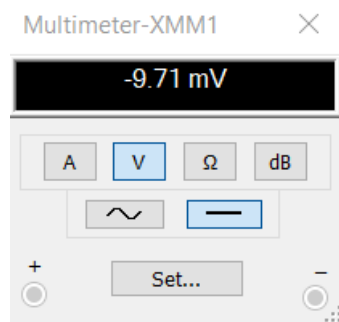 Multimeter-XMM1
-9.71 mV
A V Ω dB
+ Set... −